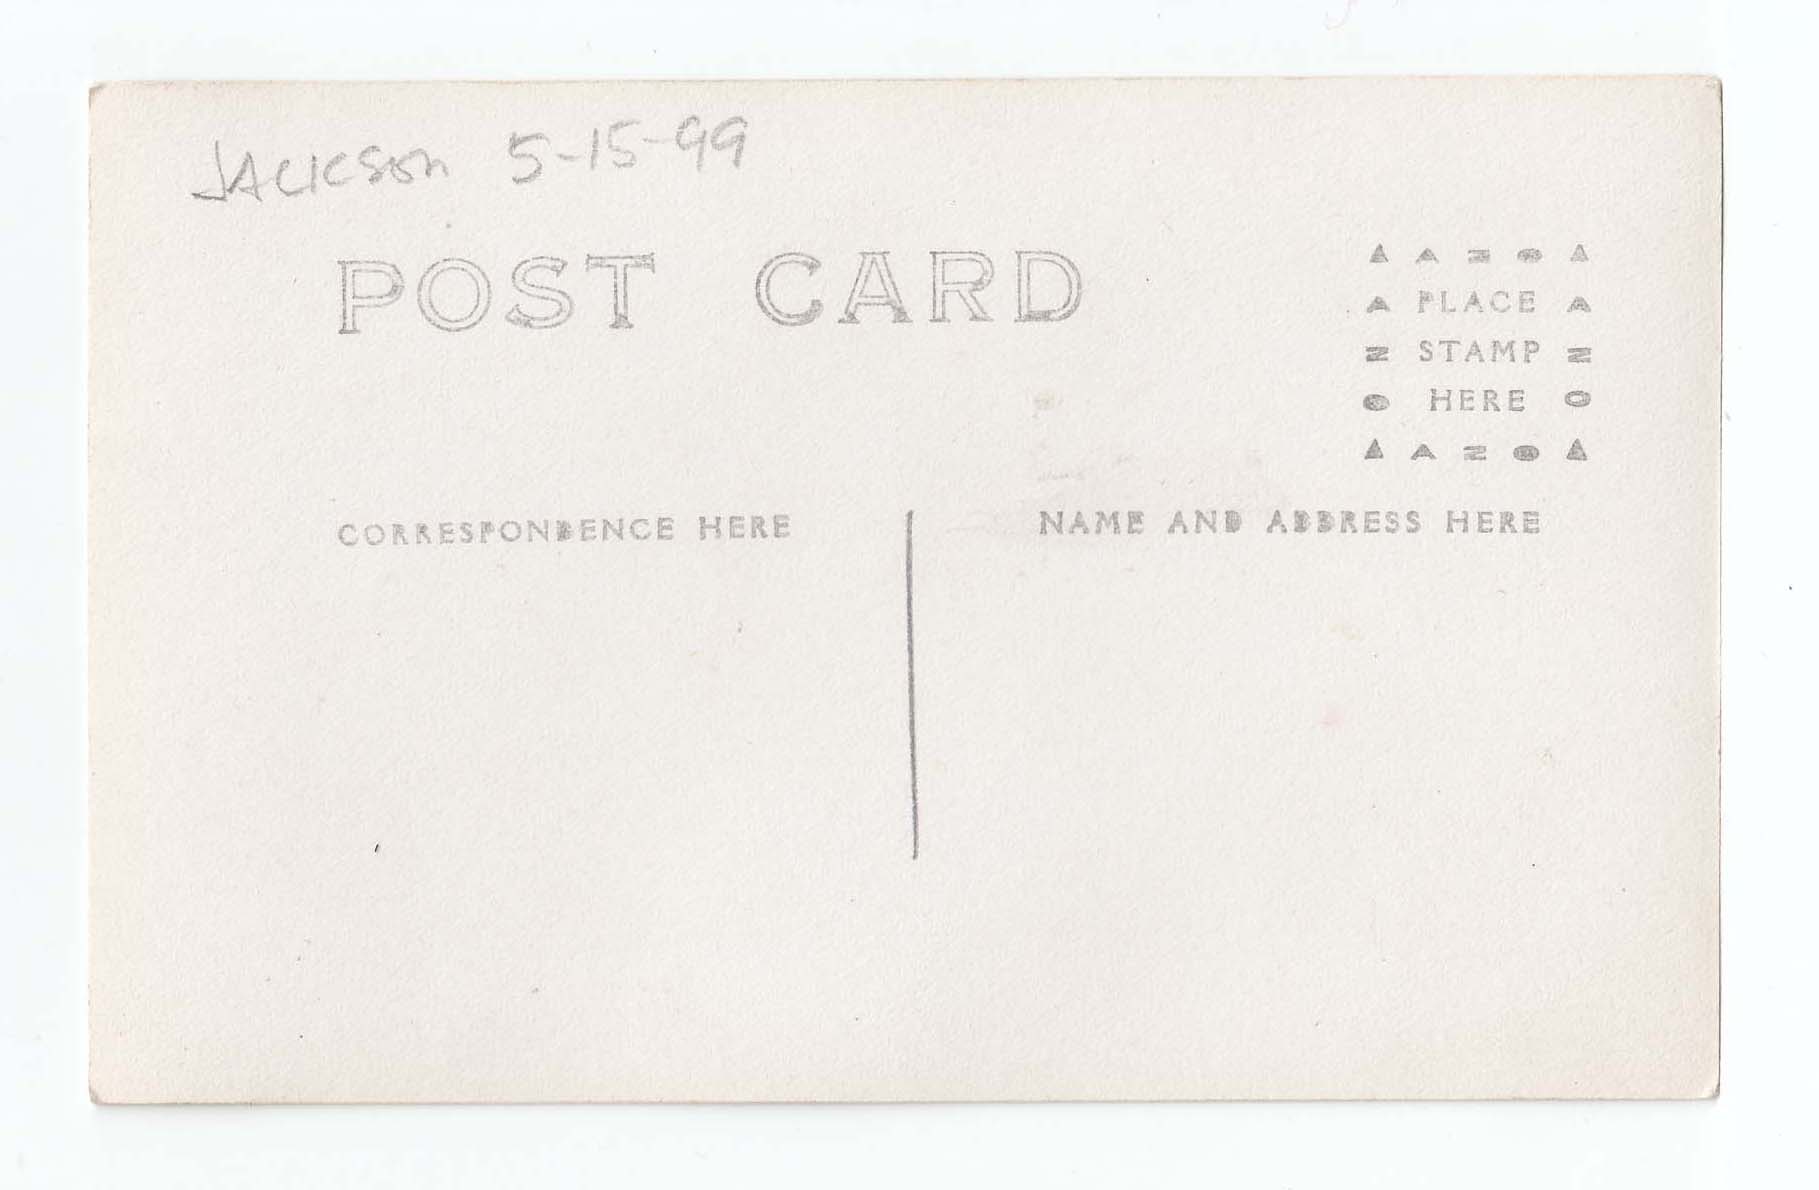 JACKSON 5-15-99
POST CARD
▲ A N ● ▲
A PLACE A
N STAMP N
● HERE O
▲ A N ● ▲
CORRESPONDENCE HERE
NAME AND ADDRESS HERE